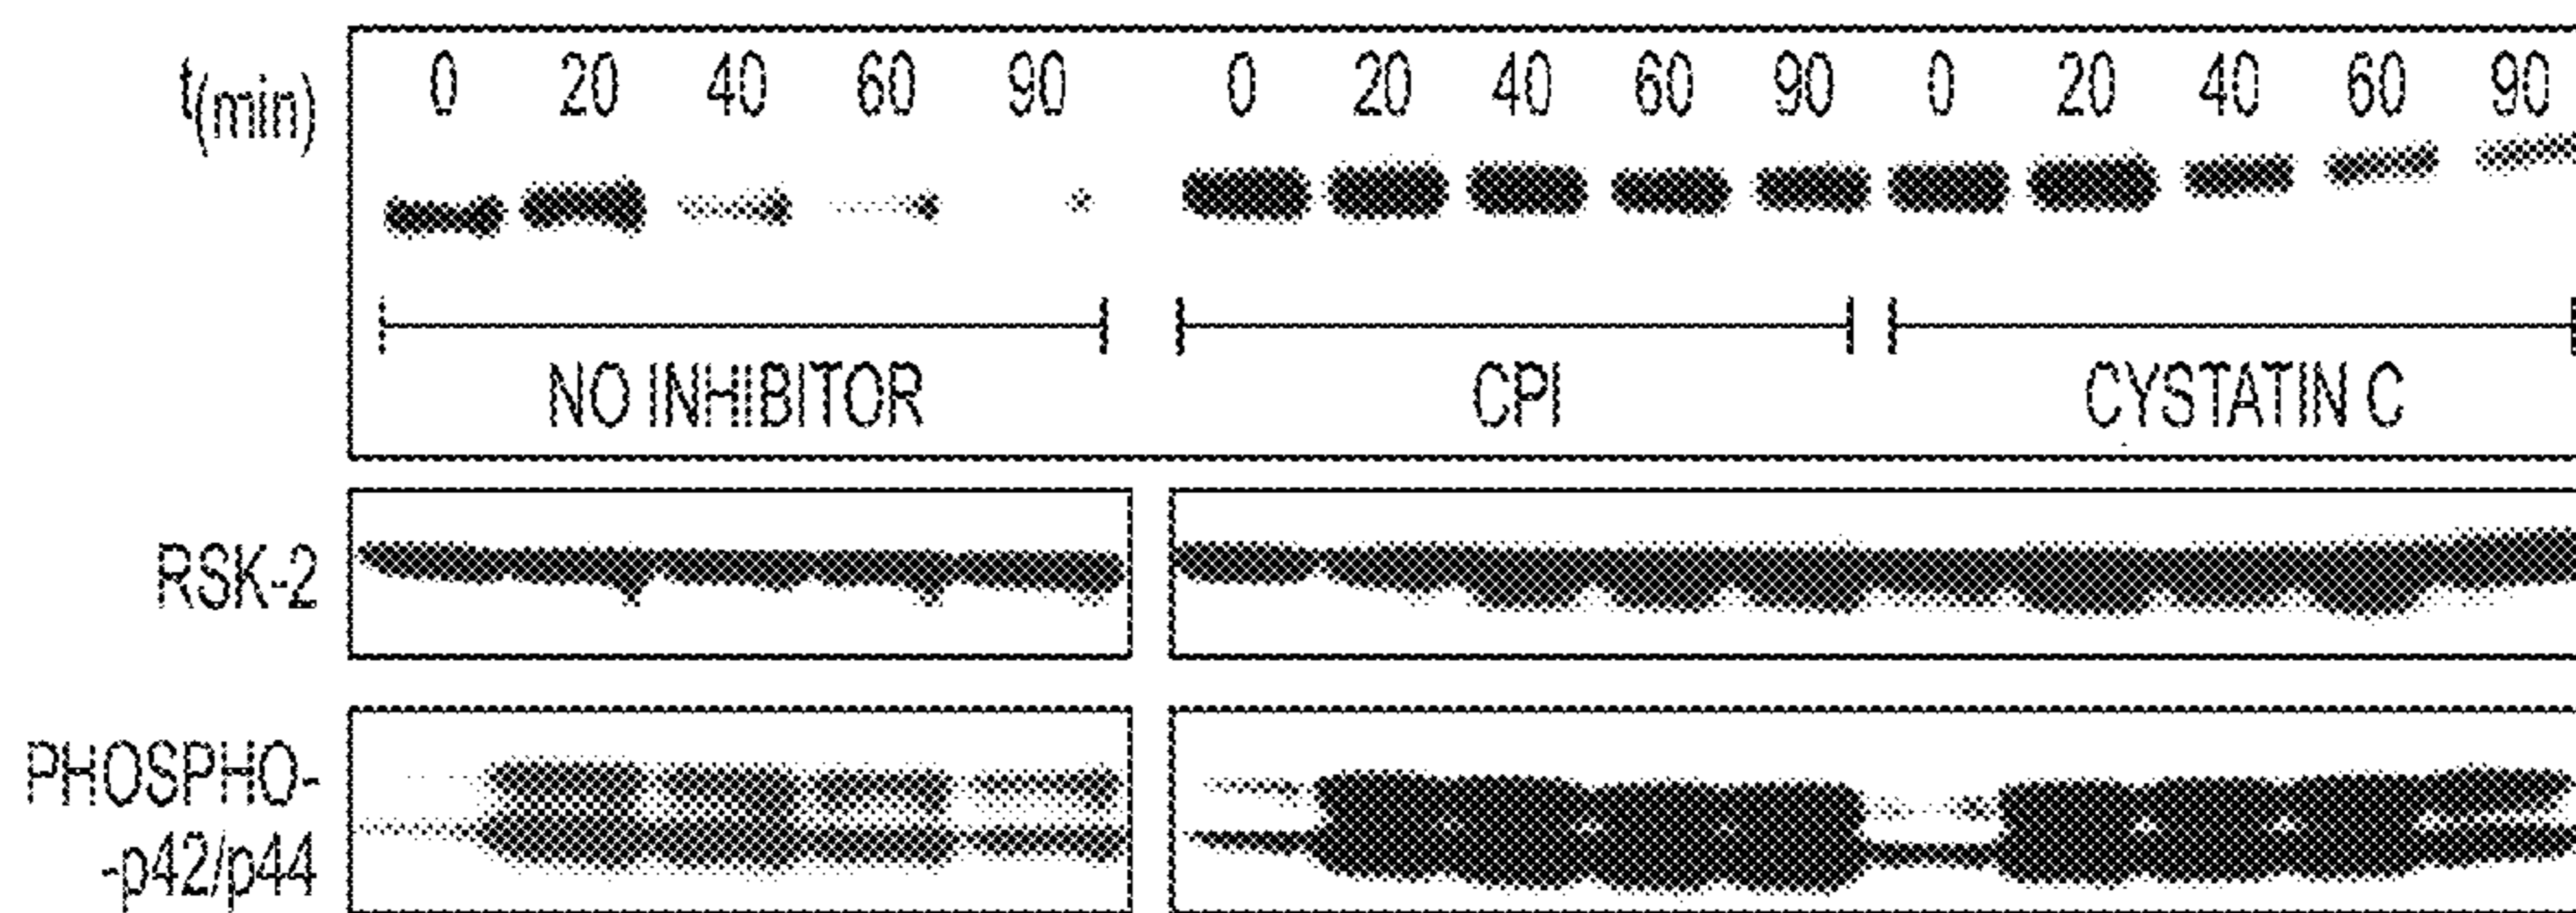 t(min) 0 20 40 60 90 0 20 40 60 90 0 20 40 60 90
NO INHIBITOR CPI CYSTATIN C
RSK-2
PHOSPHO-
-p42/p44